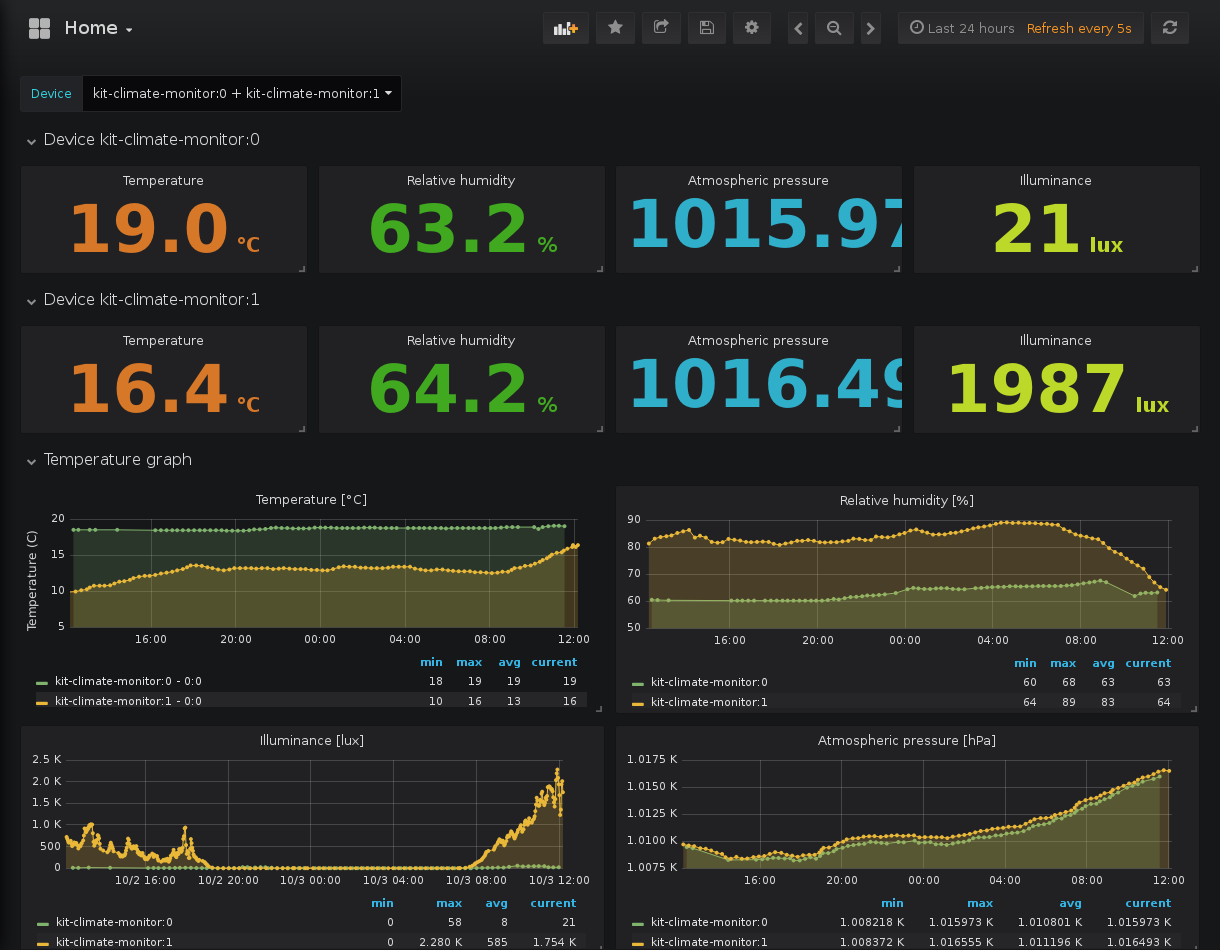 Home
Last 24 hours Refresh every 5s
Device kit-climate-monitor:0 + kit-climate-monitor:1
Device kit-climate-monitor:0
Temperature Relative humidity Atmospheric pressure Illuminance
19.0 °C 63.2 % 1015.97 21 lux
Device kit-climate-monitor:1
Temperature Relative humidity Atmospheric pressure Illuminance
16.4 °C 64.2 % 1016.49 1987 lux
Temperature graph
Temperature [°C]
Temperature (C)
20
15
10
5
16:00 20:00 00:00 04:00 08:00 12:00
min max avg current
kit-climate-monitor:0 - 0:0 18 19 19 19
kit-climate-monitor:1 - 0:0 10 16 13 16
Relative humidity [%]
90
80
70
60
50
16:00 20:00 00:00 04:00 08:00 12:00
min max avg current
kit-climate-monitor:0 60 68 63 63
kit-climate-monitor:1 64 89 83 64
Illuminance [lux]
2.5 K
2.0 K
1.5 K
1.0 K
500
0
10/2 16:00 10/2 20:00 10/3 00:00 10/3 04:00 10/3 08:00 10/3 12:00
min max avg current
kit-climate-monitor:0 0 58 8 21
kit-climate-monitor:1 0 2.280 K 585 1.754 K
Atmospheric pressure [hPa]
1.0175 K
1.0150 K
1.0125 K
1.0100 K
1.0075 K
16:00 20:00 00:00 04:00 08:00 12:00
min max avg current
kit-climate-monitor:0 1.008218 K 1.015973 K 1.010801 K 1.015973 K
kit-climate-monitor:1 1.008372 K 1.016555 K 1.011196 K 1.016493 K